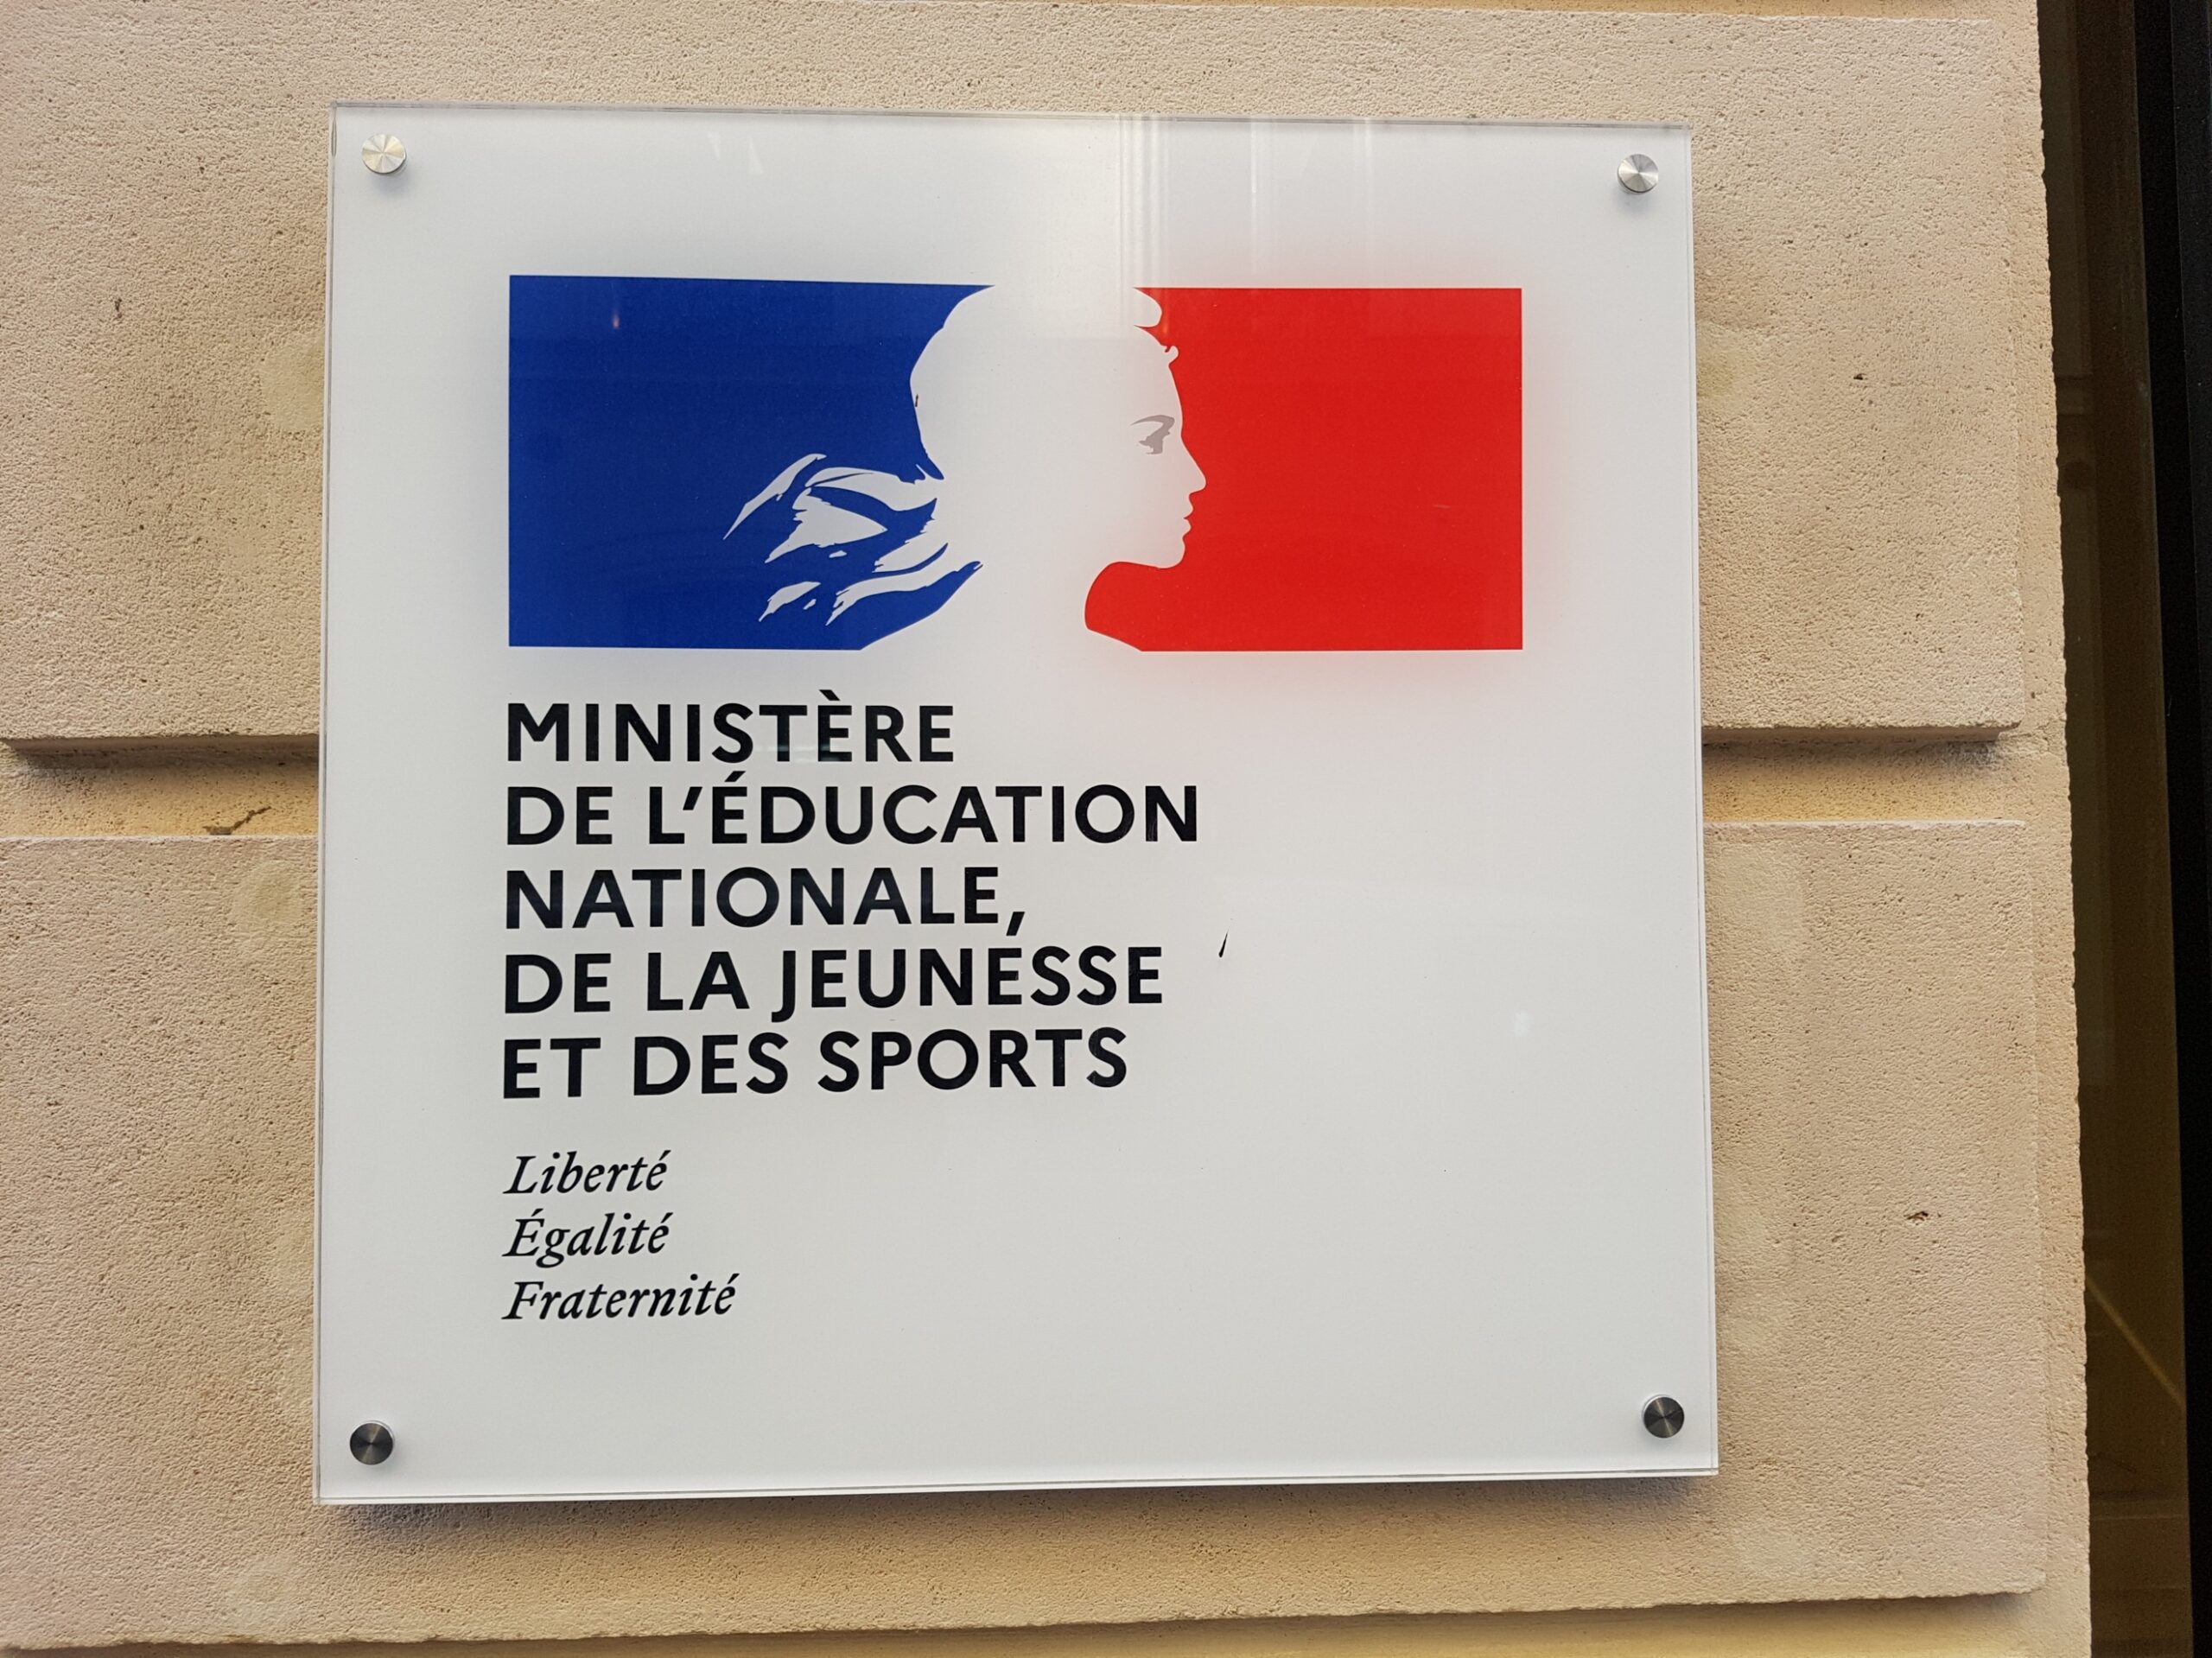 MINISTÈRE
DE L’ÉDUCATION
NATIONALE,
DE LA JEUNESSE
ET DES SPORTS
Liberté
Égalité
Fraternité